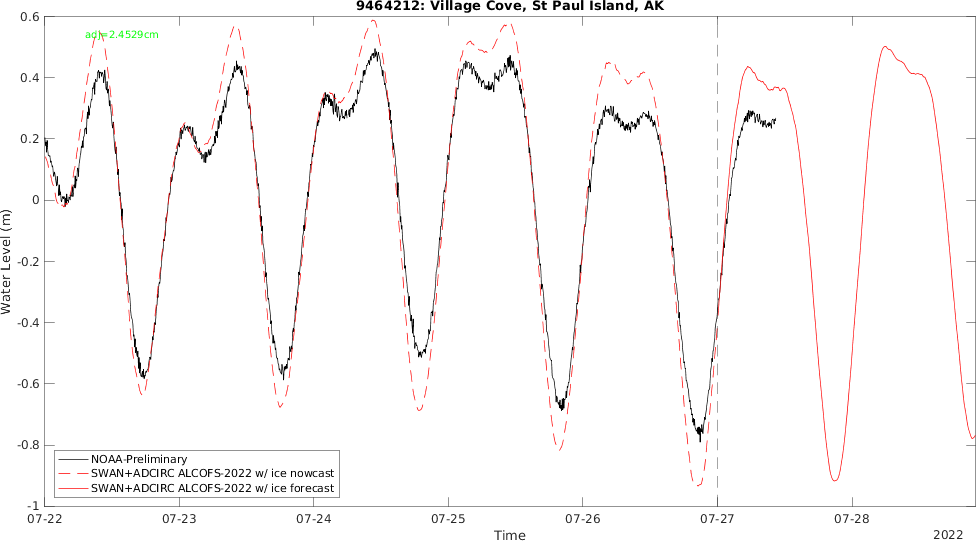 9464212: Village Cove, St Paul Island, AK
adj=2.4529cm
0.6
0.4
0.2
0
-0.2
-0.4
-0.6
-0.8
-1
Water Level (m)
NOAA-Preliminary
SWAN+ADCIRC ALCOFS-2022 w/ ice nowcast
SWAN+ADCIRC ALCOFS-2022 w/ ice forecast
07-22 07-23 07-24 07-25 07-26 07-27 07-28
Time
2022